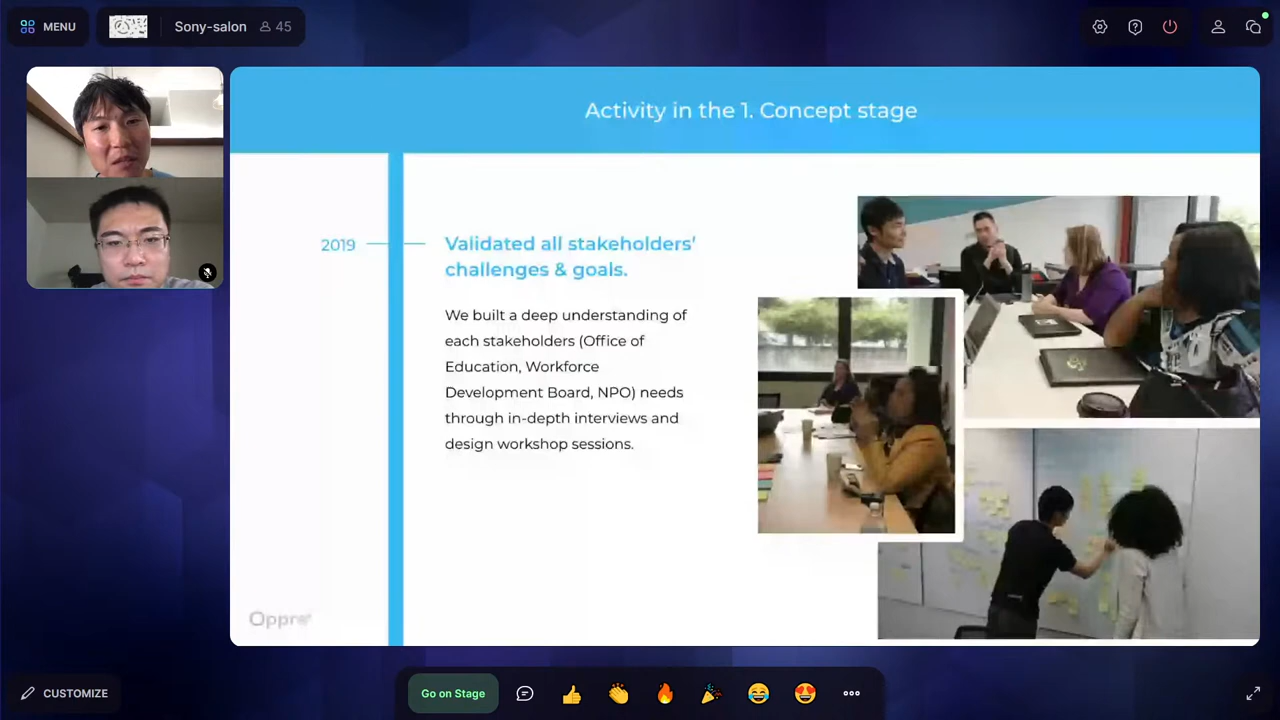 MENU
Sony-salon
45
Activity in the 1. Concept stage
2019
Validated all stakeholders'
challenges & goals.
We built a deep understanding of
each stakeholders (Office of
Education, Workforce
Development Board, NPO) needs
through in-depth interviews and
design workshop sessions.
CUSTOMIZE
Go on Stage